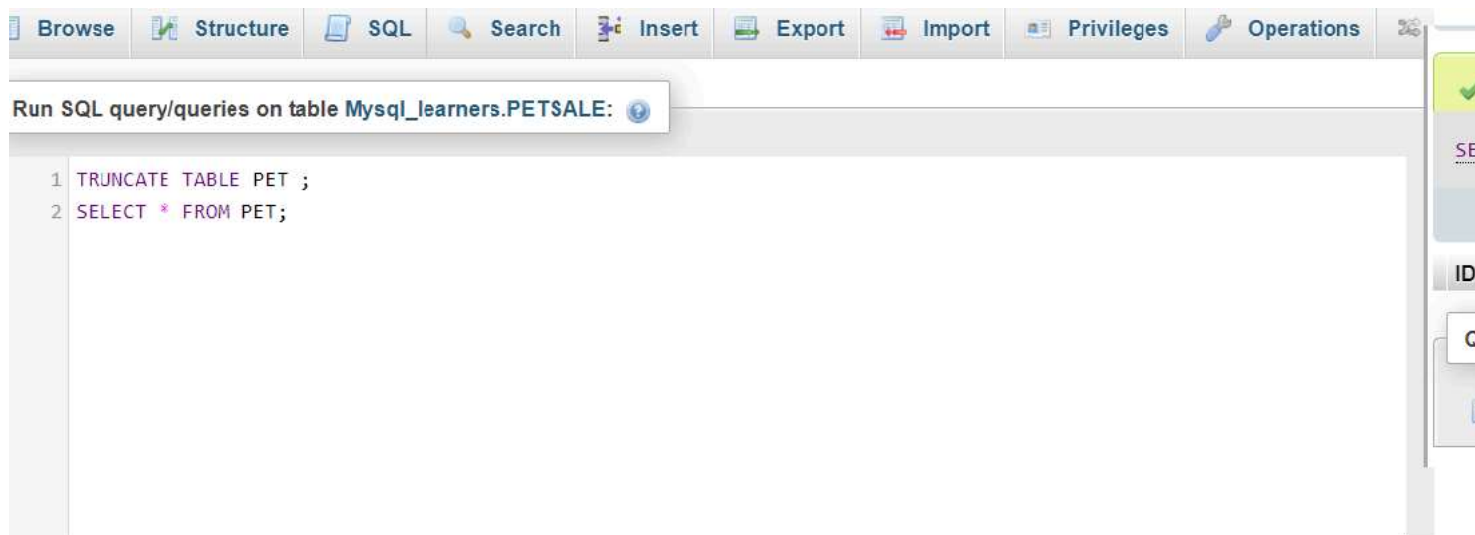 Browse Structure SQL Search Insert Export Import Privileges Operations
Run SQL query/queries on table Mysql_learners.PETSALE:
1 TRUNCATE TABLE PET ;
2 SELECT * FROM PET;
ID